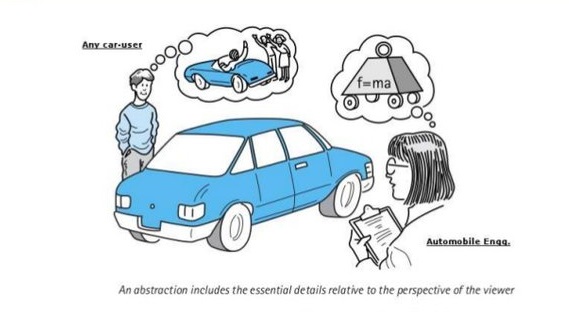 Any car-user
f=ma
Automobile Engg.
An abstraction includes the essential details relative to the perspective of the viewer